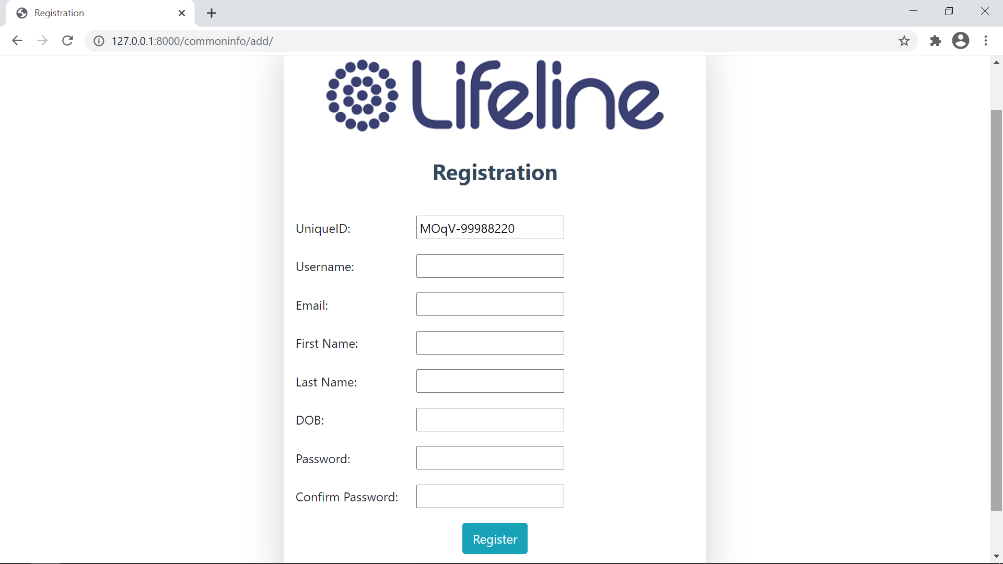 Registration
127.0.0.1:8000/commoninfo/add/
Lifeline
Registration
UniqueID: MOqV-99988220
Username:
Email:
First Name:
Last Name:
DOB:
Password:
Confirm Password:
Register